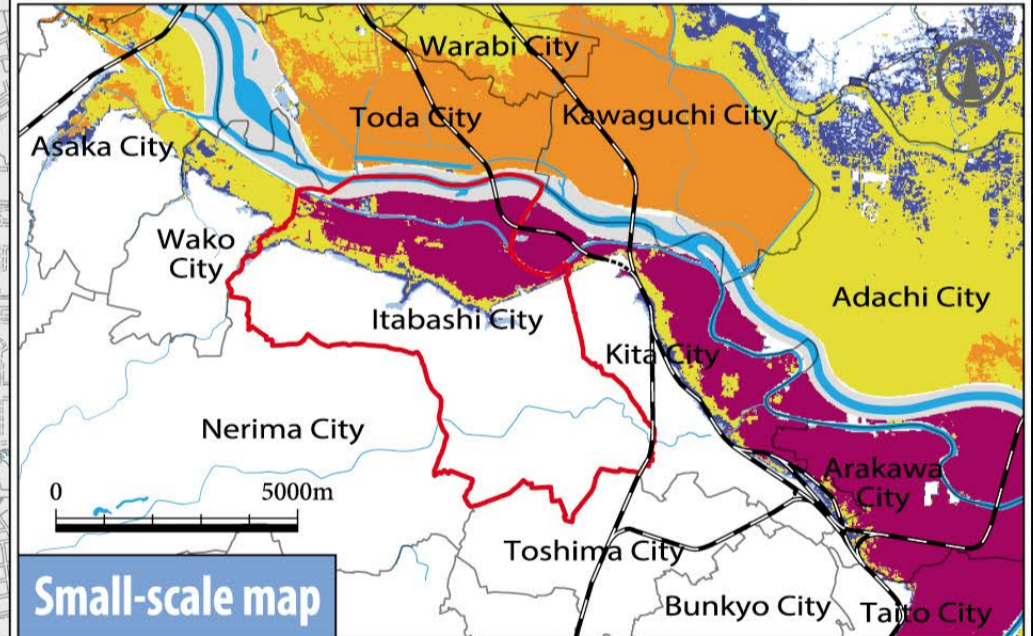 Warabi City
Toda City
Kawaguchi City
Asaka City
Wako
City
Adachi City
Itabashi City
Kita City
Nerima City
0 5000m
Arakawa
City
Toshima City
Small-scale map
Bunkyo City
Taito City